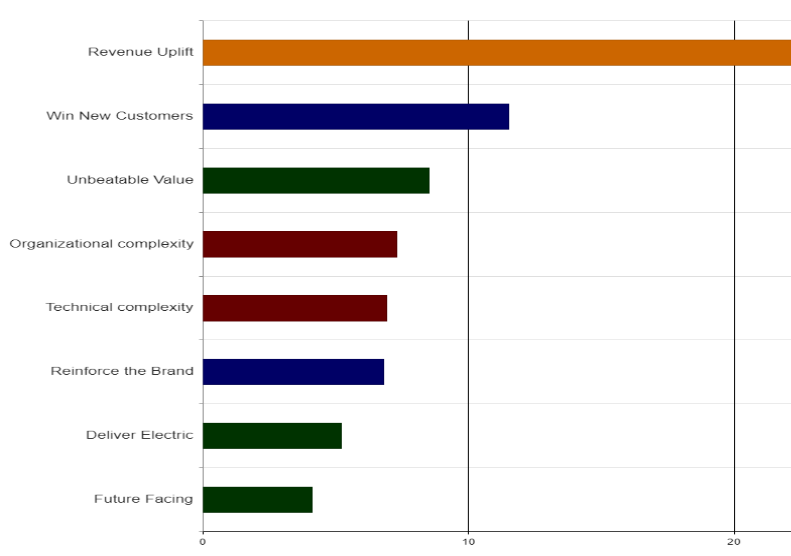 Revenue Uplift
Win New Customers
Unbeatable Value
Organizational complexity
Technical complexity
Reinforce the Brand
Deliver Electric
Future Facing
0 10 20